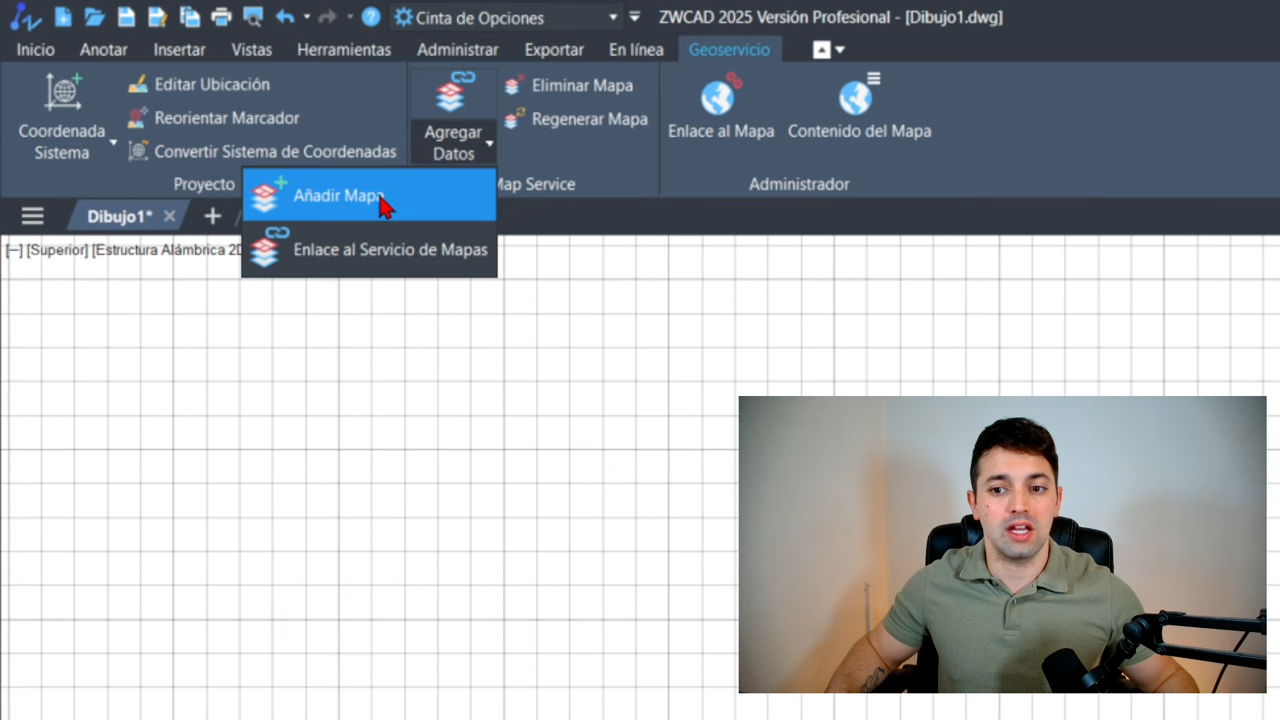 Cinta de Opciones
ZWCAD 2025 Versión Profesional - [Dibujo1.dwg]
Inicio Anotar Insertar Vistas Herramientas Administrar Exportar En línea Geoservicio
Coordenada
Sistema
Editar Ubicación
Reorientar Marcador
Convertir Sistema de Coordenadas
Proyecto
Agregar
Datos
Eliminar Mapa
Regenerar Mapa
Map Service
Enlace al Mapa
Contenido del Mapa
Administrador
Añadir Mapa
Enlace al Servicio de Mapas
Dibujo1*
[–] [Superior] [Estructura Alámbrica 2D